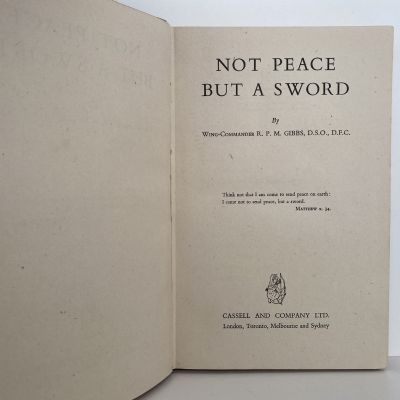 NOT PEACE
BUT A SWORD
By
WING-COMMANDER R. P. M. GIBBS, D.S.O., D.F.C.
Think not that I am come to send peace on earth:
I came not to send peace, but a sword.
MATTHEW x. 34.
CASSELL AND COMPANY LTD.
London, Toronto, Melbourne and Sydney